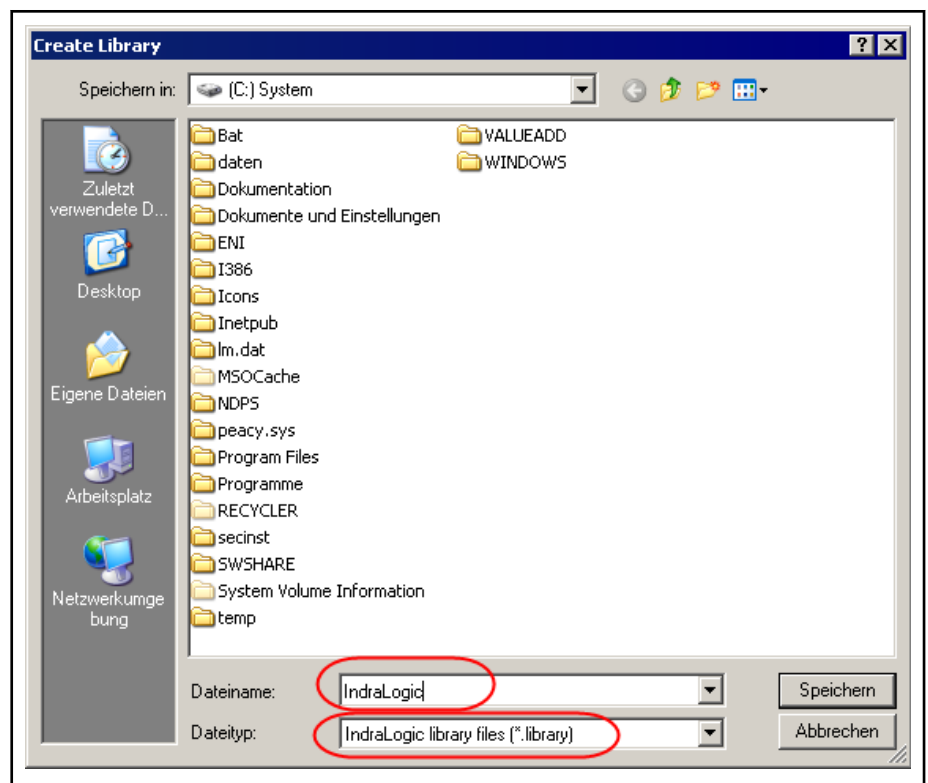 Create Library
Speichern in:
(C:) System
Zuletzt
verwendete D...
Desktop
Eigene Dateien
Arbeitsplatz
Netzwerkumge
bung
Bat
daten
Dokumentation
Dokumente und Einstellungen
ENI
I386
Icons
Inetpub
lm.dat
MSOCache
NDPS
peacy.sys
Program Files
Programme
RECYCLER
secinst
SWSHARE
System Volume Information
temp
VALUEADD
WINDOWS
Dateiname:
IndraLogic
Speichern
Dateityp:
IndraLogic library files (*.library)
Abbrechen